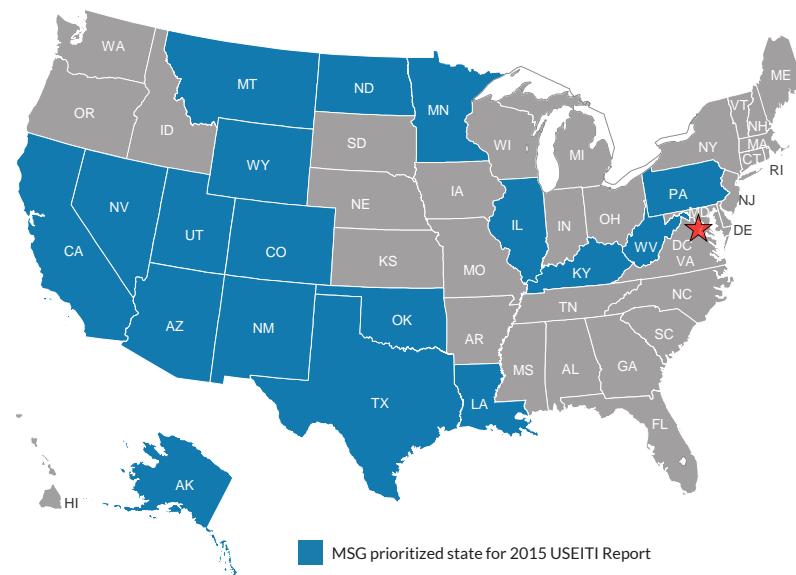 WA
MT
ND
MN
ME
VT
NH
OR
ID
SD
WI
MI
NY
MA
CT
RI
WY
IA
PA
NJ
NE
NV
IL
IN
OH
UT
CO
WV
DE
CA
KS
MO
KY
DC
VA
NC
TN
AZ
NM
OK
AR
SC
MS
AL
GA
TX
LA
FL
AK
HI
MSG prioritized state for 2015 USEITI Report